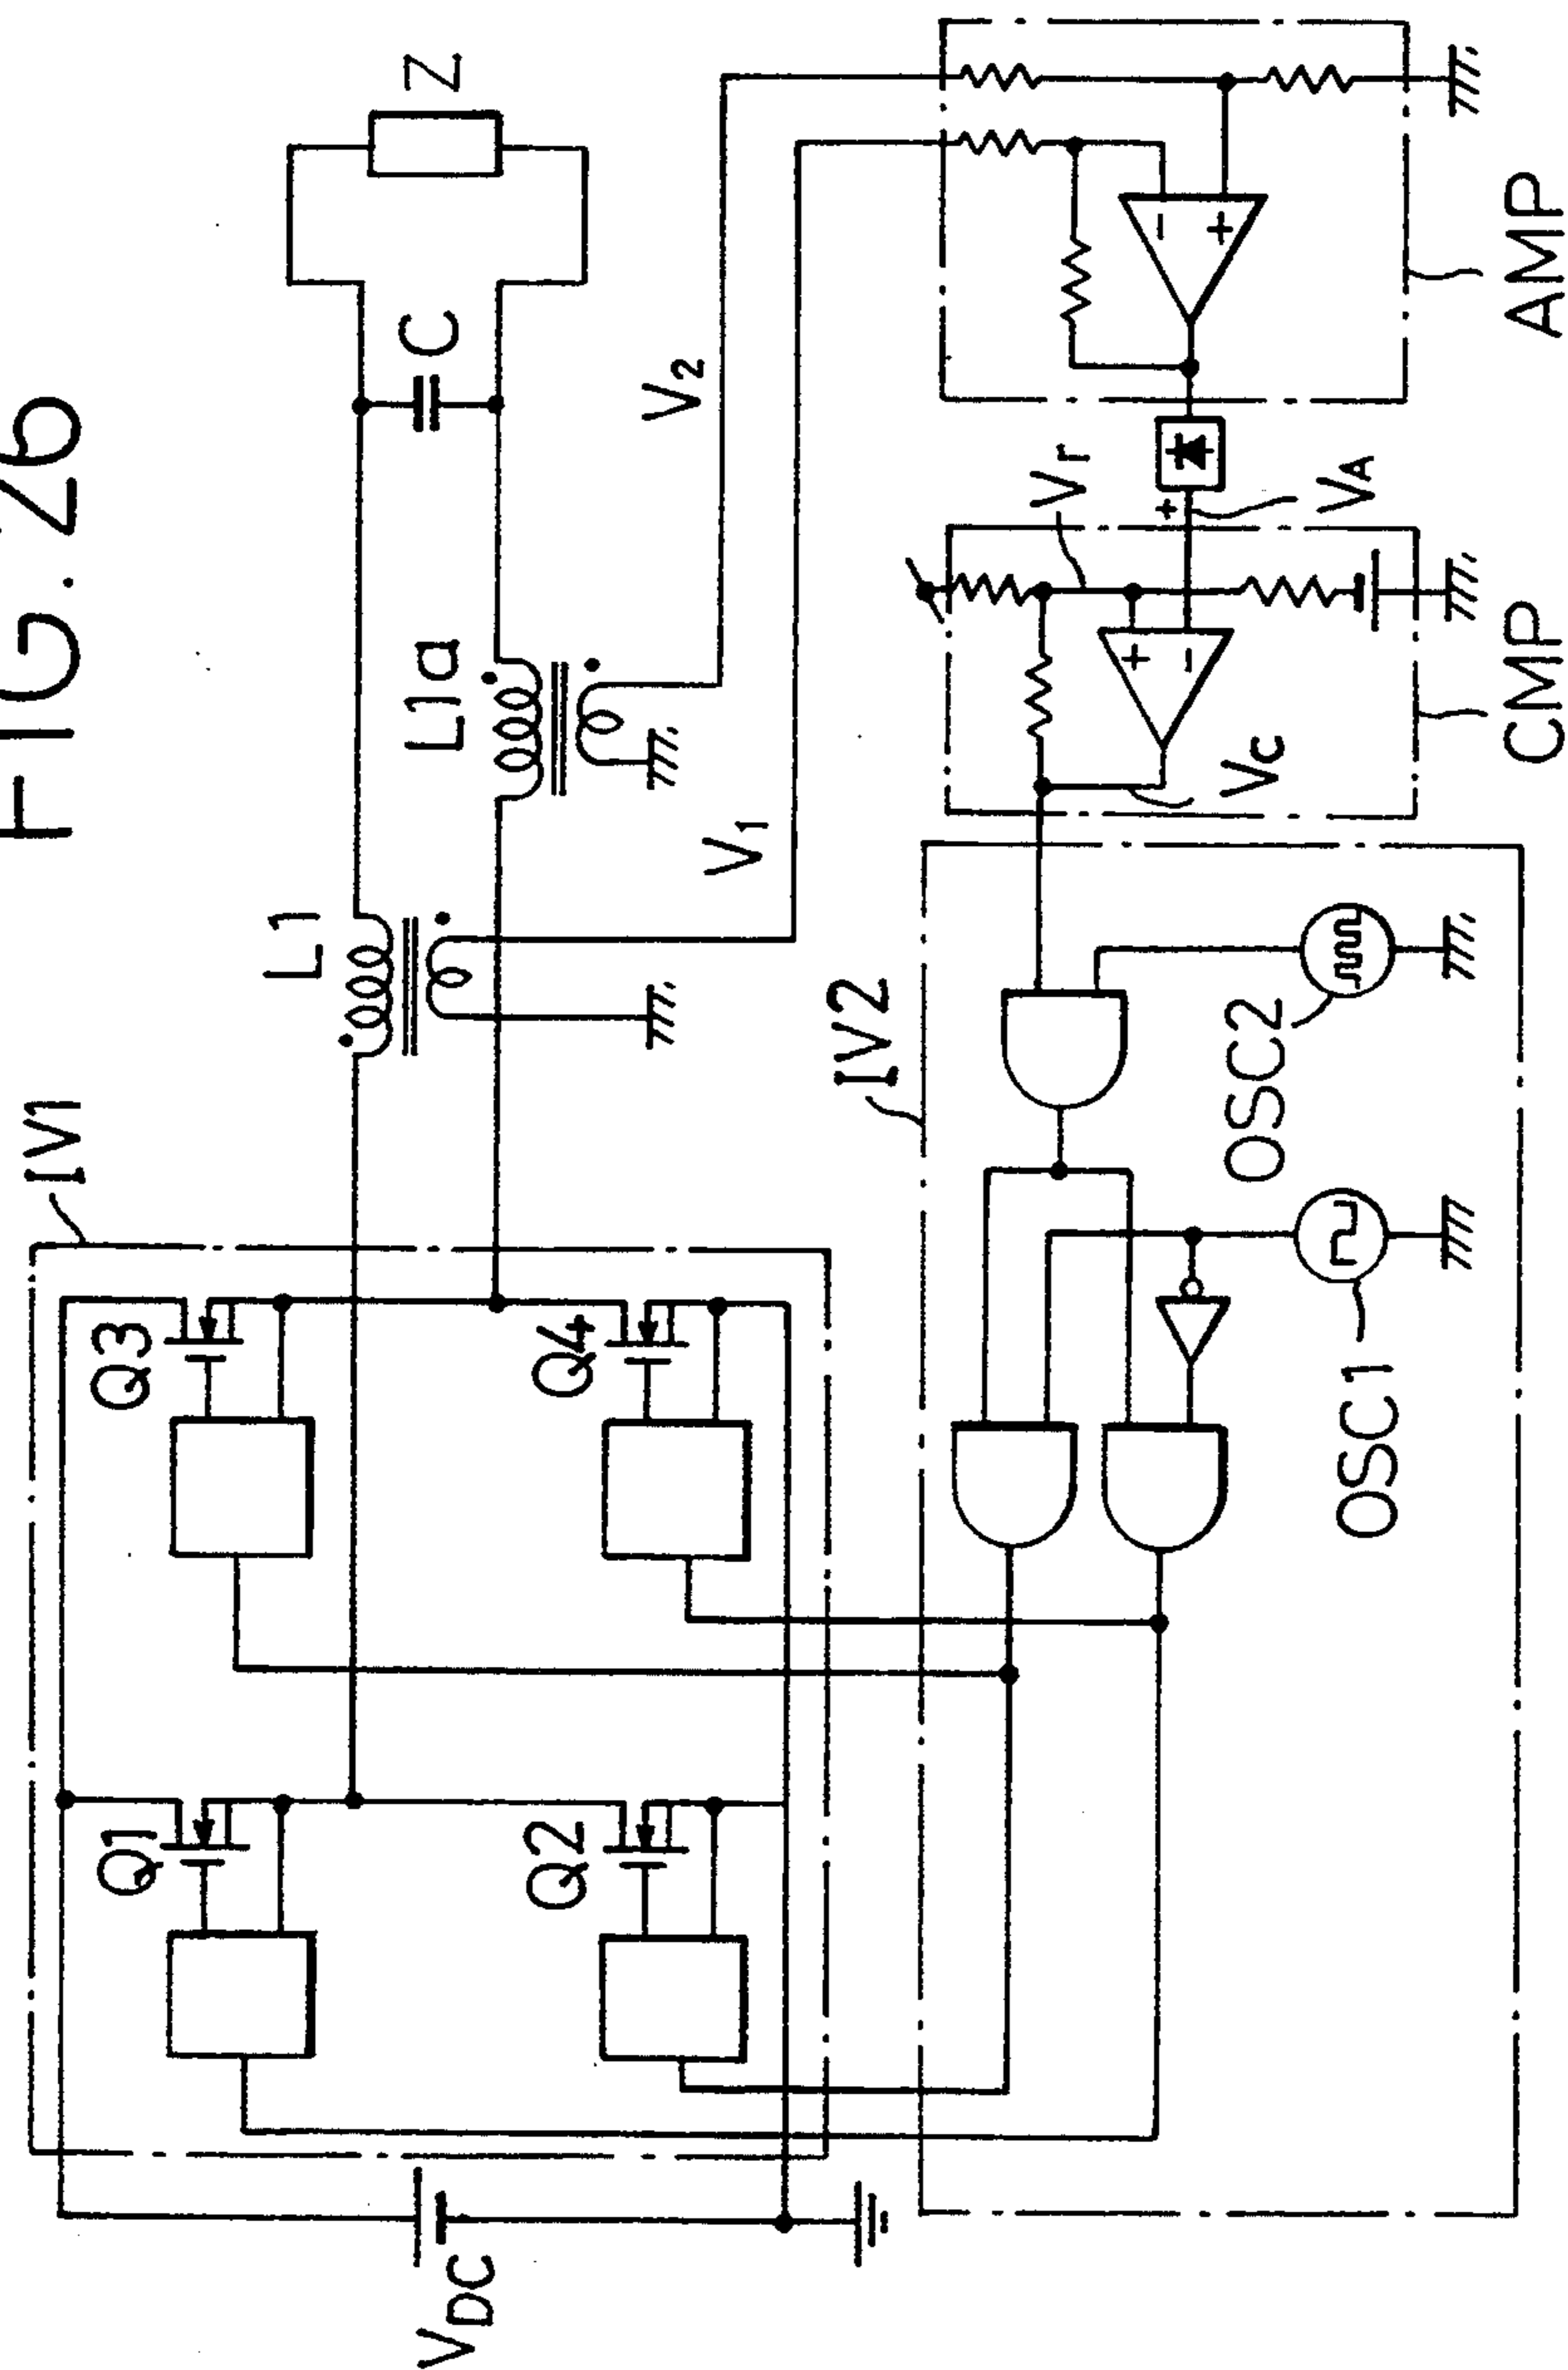 FIG. 26
IV1
Q1
Q3
Q2
Q4
VDC
L1
L1a
C
Z
V1
V2
IV2
OSC1
OSC2
Vr
+
VA
+
-
VC
CMP
-
+
AMP